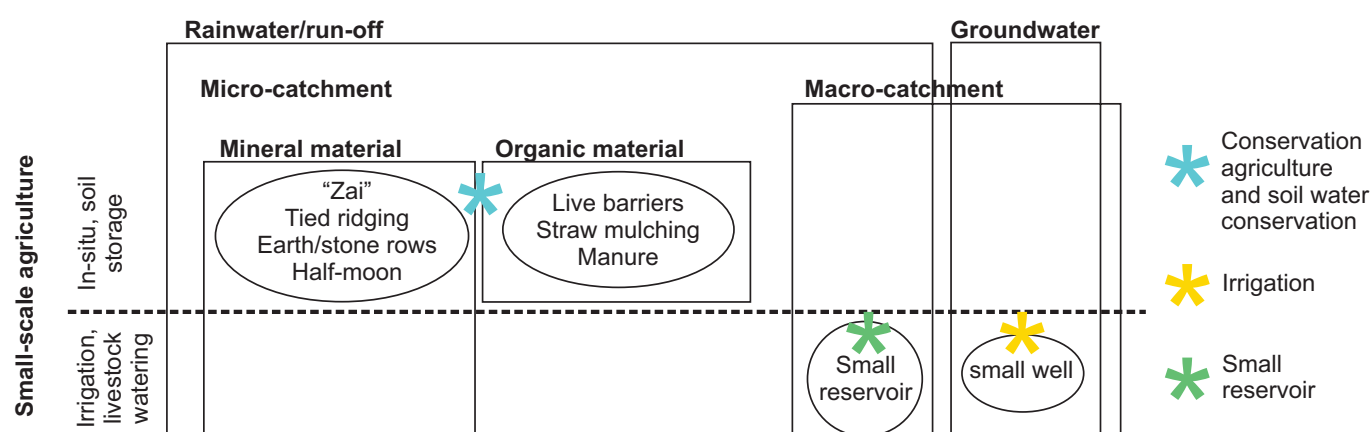 Rainwater/run-off
Groundwater
Micro-catchment
Macro-catchment
Mineral material
Organic material
“Zai”
Tied ridging
Earth/stone rows
Half-moon
Live barriers
Straw mulching
Manure
Small-scale agriculture
In-situ, soil
storage
Irrigation,
livestock
watering
Small
reservoir
small well
Conservation
agriculture
and soil water
conservation
Irrigation
Small
reservoir